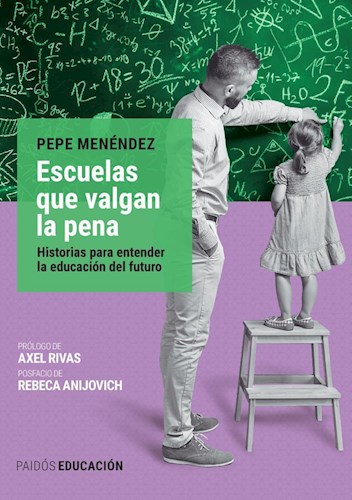 PEPE MENÉNDEZ
Escuelas
que valgan
la pena
Historias para entender
la educación del futuro
PRÓLOGO DE
AXEL RIVAS
POSFACIO DE
REBECA ANIJOVICH
PAIDÓS EDUCACIÓN